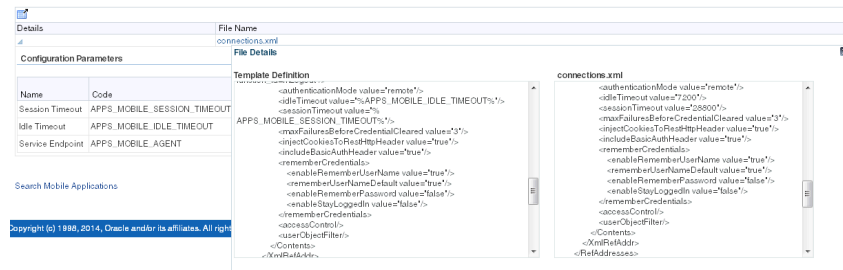 Details File Name
connections.xml
Configuration Parameters
Name Code
Session Timeout APPS_MOBILE_SESSION_TIMEOUT
Idle Timeout APPS_MOBILE_IDLE_TIMEOUT
Service Endpoint APPS_MOBILE_AGENT
Search Mobile Applications
Copyright (c) 1998, 2014, Oracle and/or its affiliates. All right
File Details
Template Definition
<authenticationMode value="remote"/>
<idleTimeout value="%APPS_MOBILE_IDLE_TIMEOUT%"/>
<sessionTimeout value="%
APPS_MOBILE_SESSION_TIMEOUT%"/>
<maxFailuresBeforeCredentialCleared value="3"/>
<injectCookiesToRestHttpHeader value="true"/>
<includeBasicAuthHeader value="true"/>
<rememberCredentials>
<enableRememberUserName value="true"/>
<rememberUserNameDefault value="true"/>
<enableRememberPassword value="false"/>
<enableStayLoggedIn value="false"/>
</rememberCredentials>
<accessControl/>
<userObjectFilter/>
</Contents>
</XmlRefAddr>
connections.xml
<authenticationMode value="remote"/>
<idleTimeout value="7200"/>
<sessionTimeout value="28800"/>
<maxFailuresBeforeCredentialCleared value="3"/>
<injectCookiesToRestHttpHeader value="true"/>
<includeBasicAuthHeader value="true"/>
<rememberCredentials>
<enableRememberUserName value="true"/>
<rememberUserNameDefault value="true"/>
<enableRememberPassword value="false"/>
<enableStayLoggedIn value="false"/>
</rememberCredentials>
<accessControl/>
<userObjectFilter/>
</Contents>
</XmlRefAddr>
</RefAddresses>